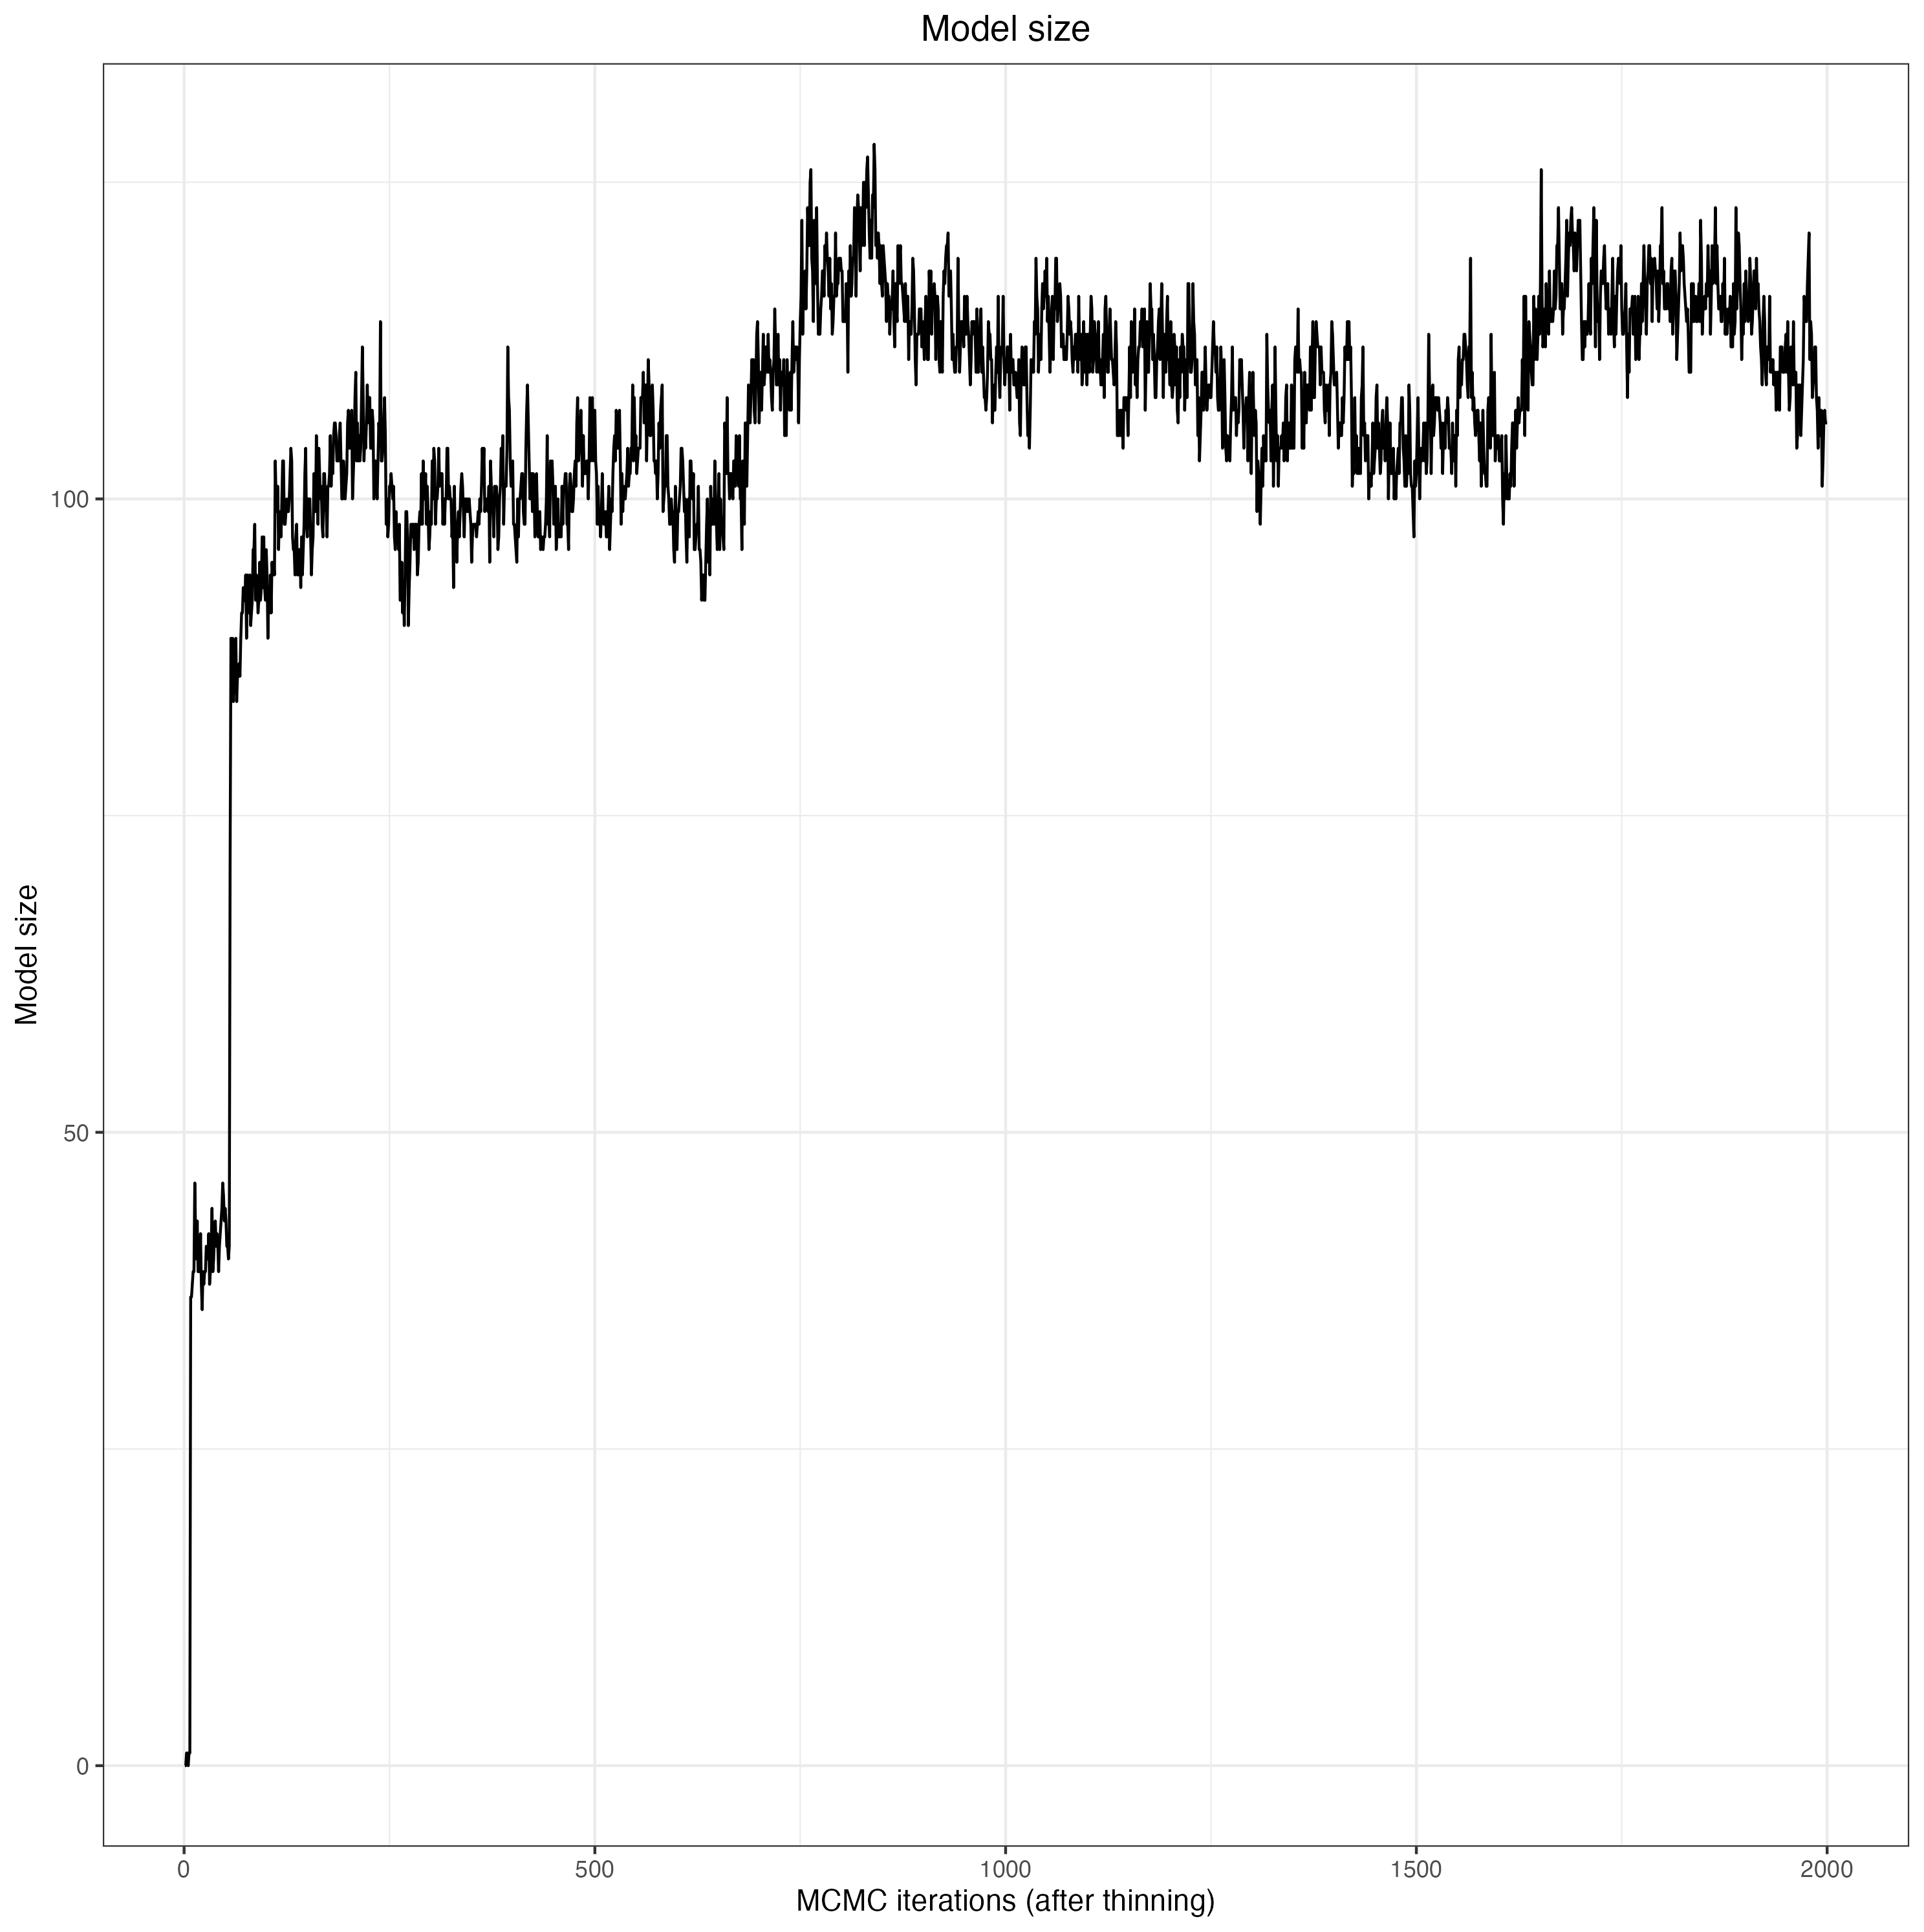 Model size
Model size
100
50
0
0 500 1000 1500 2000
MCMC iterations (after thinning)